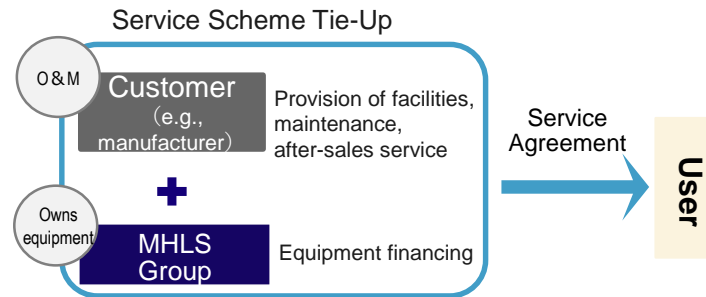 Service Scheme Tie-Up
O&M
Customer
（e.g.,
manufacturer）
Provision of facilities,
maintenance,
after-sales service
Owns
equipment
MHLS
Group
Equipment financing
Service
Agreement
User